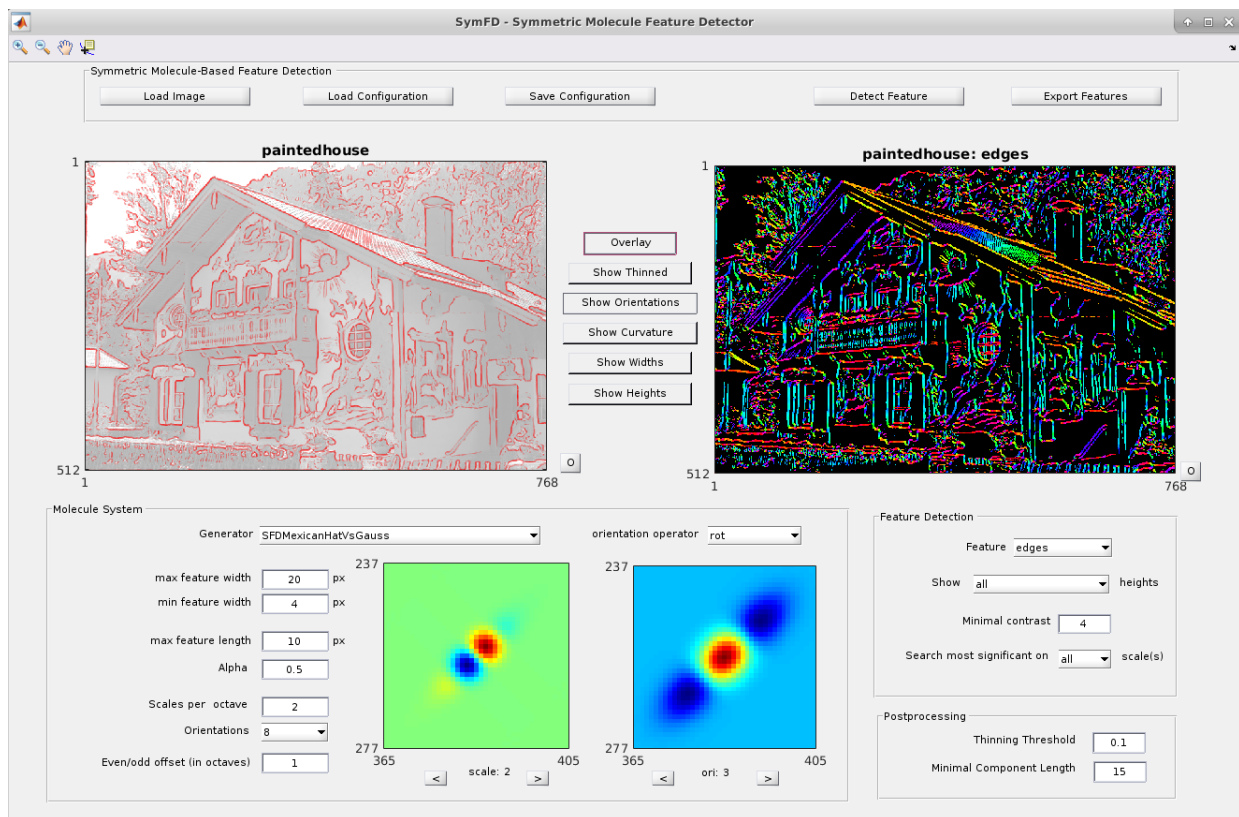 SymFD - Symmetric Molecule Feature Detector
Symmetric Molecule-Based Feature Detection
Load Image Load Configuration Save Configuration Detect Feature Export Features
paintedhouse
1
512
1 768
Overlay
Show Thinned
Show Orientations
Show Curvature
Show Widths
Show Heights
O
paintedhouse: edges
1
512
1 768
O
Molecule System
Generator SFDMexicanHatVsGauss
orientation operator rot
max feature width 20 px
min feature width 4 px
max feature length 10 px
Alpha 0.5
Scales per octave 2
Orientations 8
Even/odd offset (in octaves) 1
237
277
365 405
< scale: 2 >
237
277
365 405
< ori: 3 >
Feature Detection
Feature edges
Show all heights
Minimal contrast 4
Search most significant on all scale(s)
Postprocessing
Thinning Threshold 0.1
Minimal Component Length 15